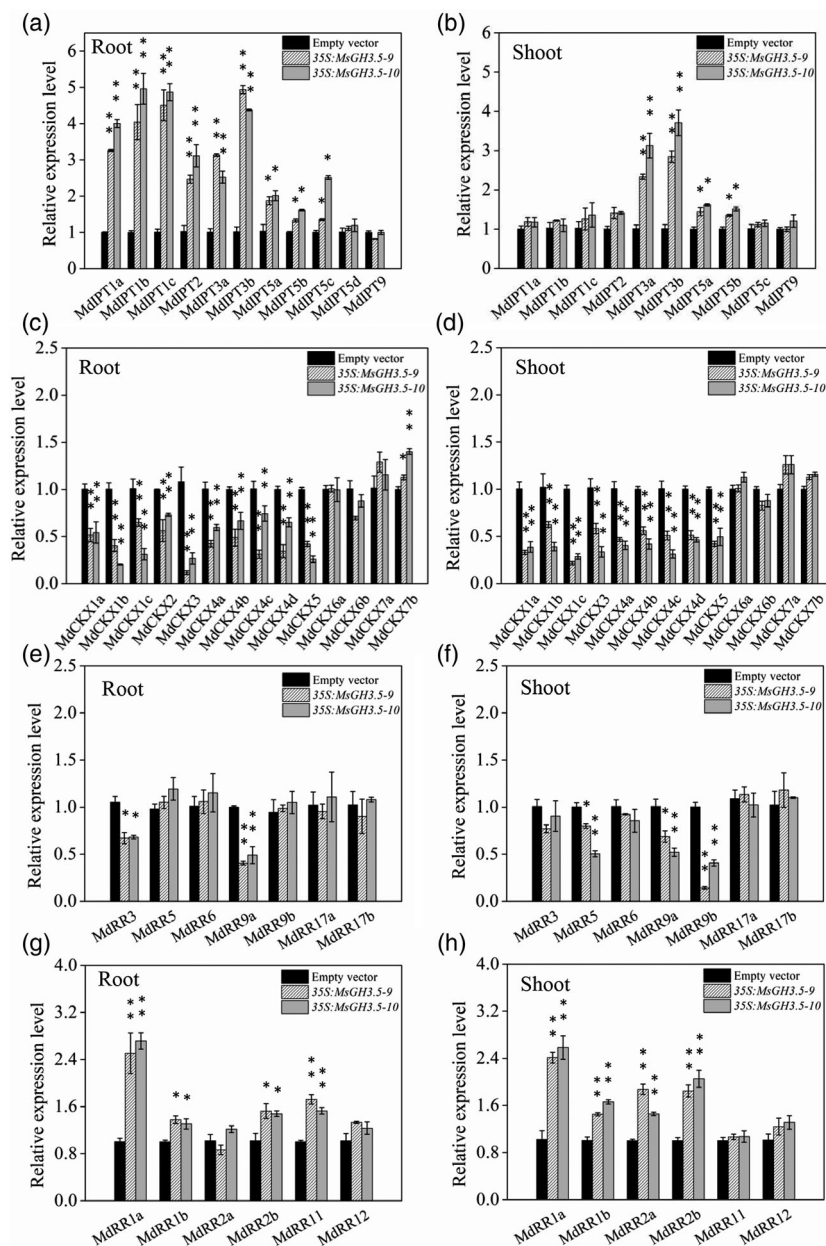 (a)
Root
Empty vector
35S:MsGH3.5-9
35S:MsGH3.5-10
Relative expression level
6
5
4
3
2
1
0
MdIPT1a
MdIPT1b
MdIPT1c
MdIPT2
MdIPT3a
MdIPT3b
MdIPT5a
MdIPT5b
MdIPT5c
MdIPT5d
MdIPT9
(b)
Shoot
Empty vector
35S:MsGH3.5-9
35S:MsGH3.5-10
Relative expression level
6
5
4
3
2
1
0
MdIPT1a
MdIPT1b
MdIPT1c
MdIPT2
MdIPT3a
MdIPT3b
MdIPT5a
MdIPT5b
MdIPT5c
MdIPT9
(c)
Root
Empty vector
35S:MsGH3.5-9
35S:MsGH3.5-10
Relative expression level
2.5
2.0
1.5
1.0
0.5
0.0
MdCKX1a
MdCKX1b
MdCKX1c
MdCKX2
MdCKX3
MdCKX4a
MdCKX4b
MdCKX4c
MdCKX4d
MdCKX5
MdCKX6a
MdCKX6b
MdCKX7a
MdCKX7b
(d)
Shoot
Empty vector
35S:MsGH3.5-9
35S:MsGH3.5-10
Relative expression level
2.5
2.0
1.5
1.0
0.5
0.0
MdCKX1a
MdCKX1b
MdCKX1c
MdCKX3
MdCKX4a
MdCKX4b
MdCKX4c
MdCKX4d
MdCKX5
MdCKX6a
MdCKX6b
MdCKX7a
MdCKX7b
(e)
Root
Empty vector
35S:MsGH3.5-9
35S:MsGH3.5-10
Relative expression level
2.5
2.0
1.5
1.0
0.5
0.0
MdRR3
MdRR5
MdRR6
MdRR9a
MdRR9b
MdRR17a
MdRR17b
(f)
Shoot
Empty vector
35S:MsGH3.5-9
35S:MsGH3.5-10
Relative expression level
2.5
2.0
1.5
1.0
0.5
0.0
MdRR3
MdRR5
MdRR6
MdRR9a
MdRR9b
MdRR17a
MdRR17b
(g)
Root
Empty vector
35S:MsGH3.5-9
35S:MsGH3.5-10
Relative expression level
4.0
3.2
2.4
1.6
0.8
0.0
MdRR1a
MdRR1b
MdRR2a
MdRR2b
MdRR11
MdRR12
(h)
Shoot
Empty vector
35S:MsGH3.5-9
35S:MsGH3.5-10
Relative expression level
4.0
3.2
2.4
1.6
0.8
0.0
MdRR1a
MdRR1b
MdRR2a
MdRR2b
MdRR11
MdRR12